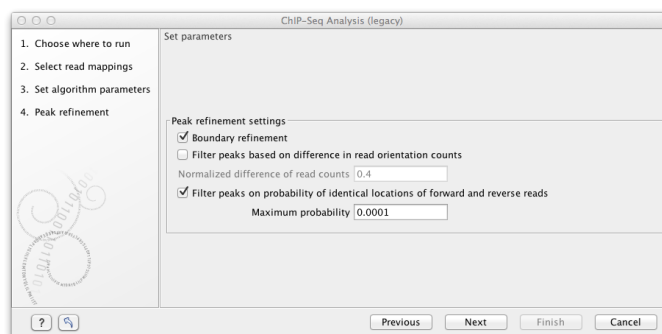 ChIP-Seq Analysis (legacy)
1. Choose where to run
2. Select read mappings
3. Set algorithm parameters
4. Peak refinement
Set parameters
Peak refinement settings
Boundary refinement
Filter peaks based on difference in read orientation counts
Normalized difference of read counts 0.4
Filter peaks on probability of identical locations of forward and reverse reads
Maximum probability 0.0001
? Previous Next Finish Cancel